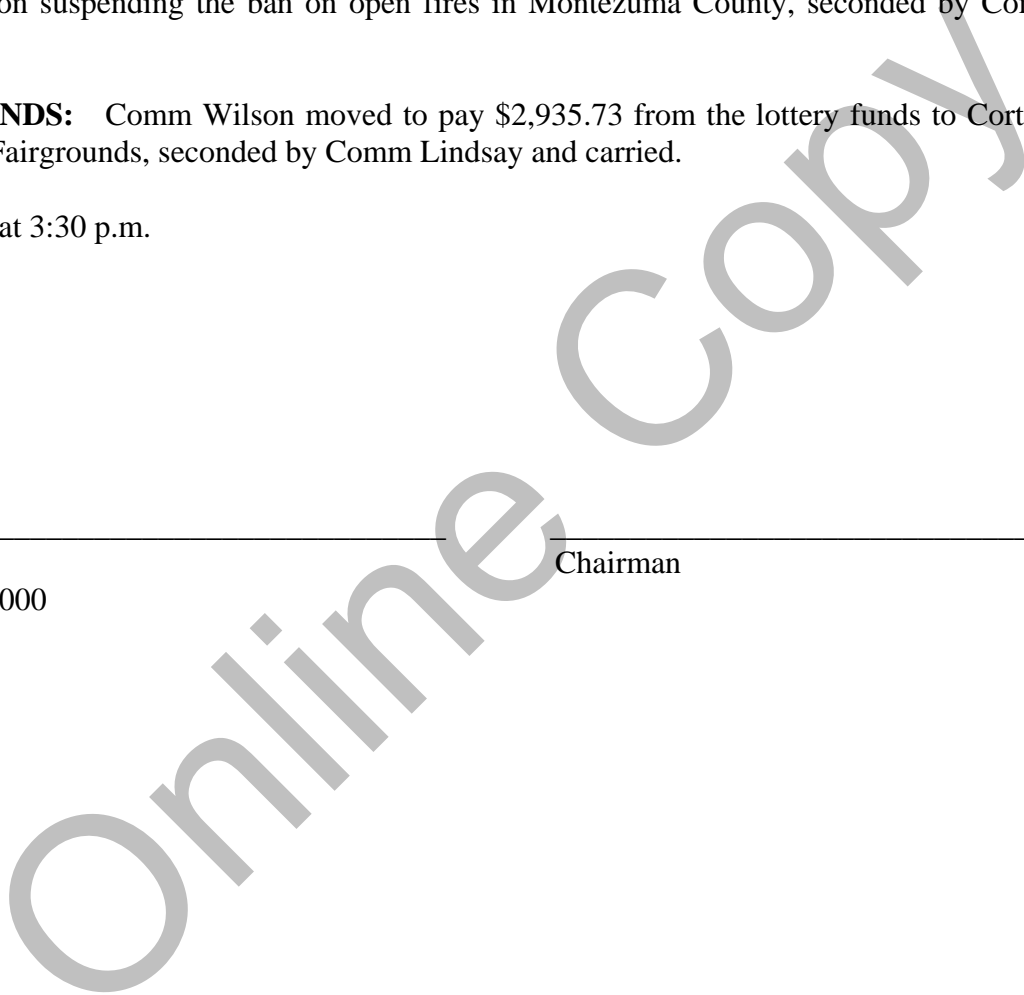 on suspending the ban on open fires in Montezuma County, seconded by
NDS: Comm Wilson moved to pay $2,935.73 from the lottery funds to
Fairgrounds, seconded by Comm Lindsay and carried.
at 3:30 p.m.
Chairman
000
Online Copy